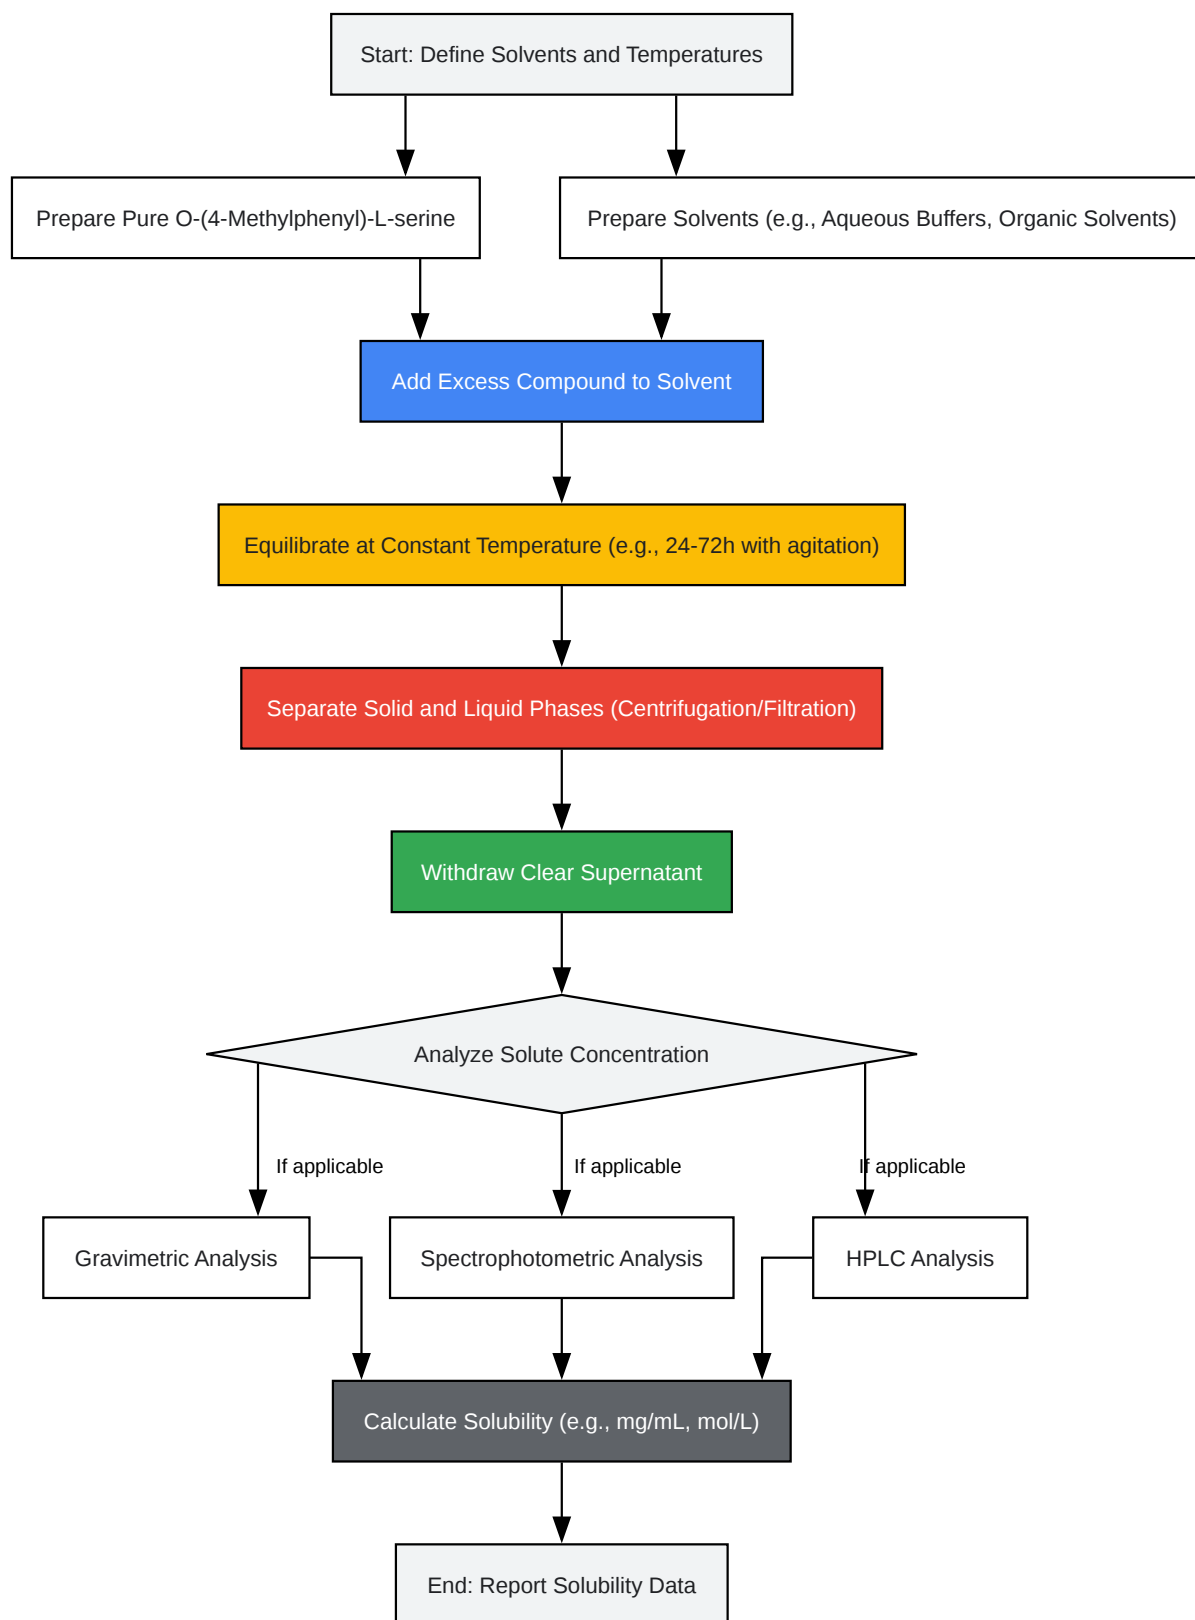 Start: Define Solvents and Temperatures
Prepare Pure O-(4-Methylphenyl)-L-serine
Prepare Solvents (e.g., Aqueous Buffers, Organic Solvents)
Add Excess Compound to Solvent
Equilibrate at Constant Temperature (e.g., 24-72h with agitation)
Separate Solid and Liquid Phases (Centrifugation/Filtration)
Withdraw Clear Supernatant
Analyze Solute Concentration
If applicable
If applicable
If applicable
Gravimetric Analysis
Spectrophotometric Analysis
HPLC Analysis
Calculate Solubility (e.g., mg/mL, mol/L)
End: Report Solubility Data